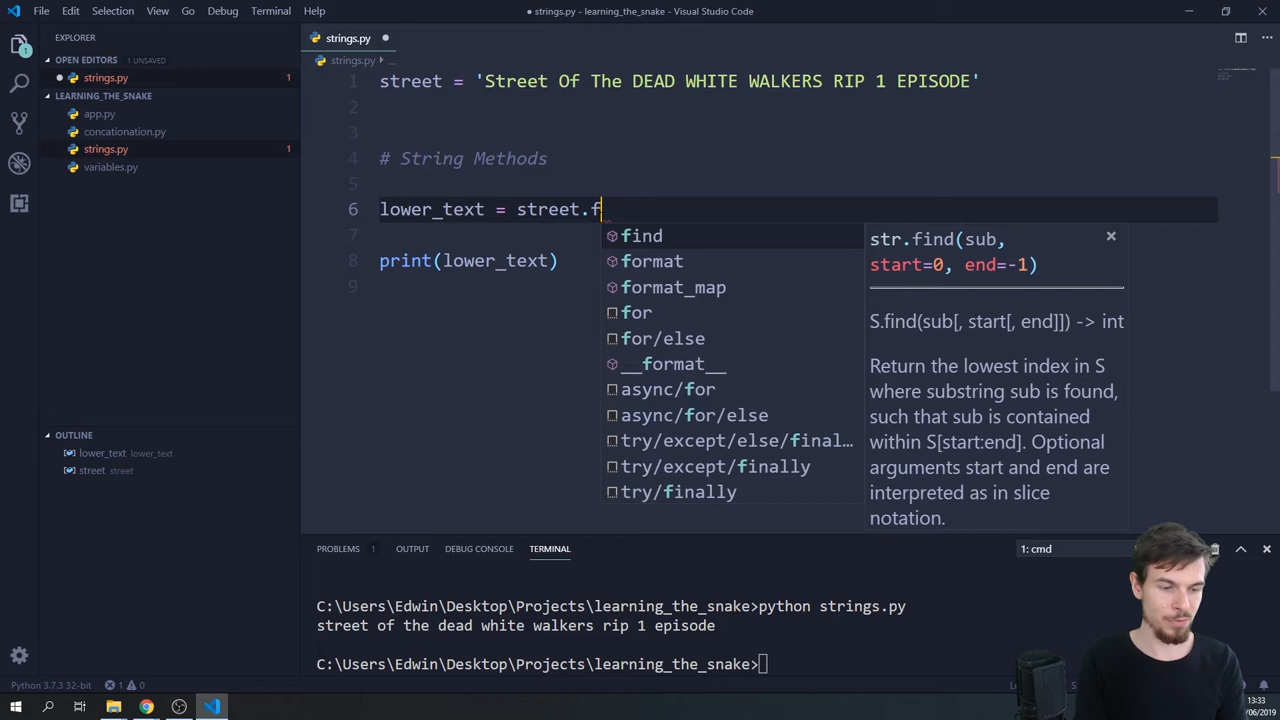 File Edit Selection View Go Debug Terminal Help
● strings.py - learning_the_snake - Visual Studio Code
EXPLORER
OPEN EDITORS 1 UNSAVED
strings.py 1
LEARNING_THE_SNAKE
app.py
concationation.py
strings.py 1
variables.py
OUTLINE
lower_text lower_text
street street
strings.py
strings.py ...
1 street = 'Street Of The DEAD WHITE WALKERS RIP 1 EPISODE'
2
3
4 # String Methods
5
6 lower_text = street.f
7
8 print(lower_text)
9
find
format
format_map
for
for/else
__format__
async/for
async/for/else
try/except/else/final...
try/except/finally
try/finally
str.find(sub,
start=0, end=-1)
S.find(sub[, start[, end]]) -> int
Return the lowest index in S
where substring sub is found,
such that sub is contained
within S[start:end]. Optional
arguments start and end are
interpreted as in slice
notation.
PROBLEMS 1 OUTPUT DEBUG CONSOLE TERMINAL
1: cmd
C:\Users\Edwin\Desktop\Projects\learning_the_snake>python strings.py
street of the dead white walkers rip 1 episode
C:\Users\Edwin\Desktop\Projects\learning_the_snake>
Python 3.7.3 32-bit 1 0
13:33
/06/2019